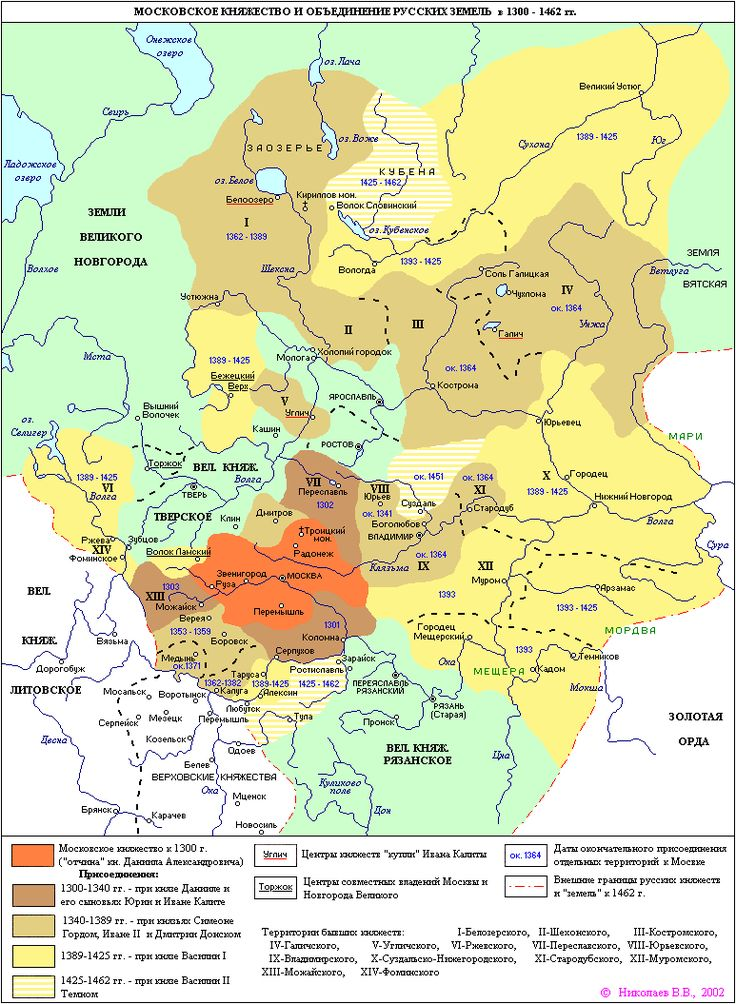 МОСКОВСКОЕ КНЯЖЕСТВО И ОБЪЕДИНЕНИЕ РУССКИХ ЗЕМЕЛЬ в 1300 - 1462 гг.
Онежское
озеро
оз. Лача
Великий Устюг
Свирь
оз. Воже
ЗАОЗЕРЬЕ
Сухона
1389 - 1425
Юг
КУБЕНА
1425 - 1462
Ладожское
озеро
оз. Белое
Белоозеро
Кириллов мон.
Волок Словинский
оз. Кубенское
I
1362 - 1389
ЗЕМЛИ
ВЕЛИКОГО
НОВГОРОДА
Волхов
Шексна
Вологда
1393 - 1425
ЗЕМЛЯ
ВЯТСКАЯ
Ветлуга
Соль Галицкая
Чухлома
IV
ок. 1364
Унжа
Галич
Устюжна
II
III
ок. 1364
Мста
1389 - 1425
Молога
Холопий городок
Бежецкий
Верх
V
Углич
ЯРОСЛАВЛЬ
Кострома
Вышний
Волочек
Кашин
РОСТОВ
Юрьевец
МАРИ
оз.
Селигер
Торжок
ВЕЛ. КНЯЖ.
Волга
ТВЕРЬ
ТВЕРСКОЕ
1389 - 1425
VI
Волга
VII
Переславль
1302
VIII
Юрьев
ок. 1341
ок. 1451
Суздаль
ок. 1364
XI
Стародуб
X
1389 - 1425
Городец
Нижний Новгород
Волга
Сура
Клин
Дмитров
Боголюбов
ВЛАДИМИР
ок. 1364
IX
Клязьма
Троицкий
мон.
Радонеж
Ржева
XIV
Фоминское
Зубцов
Волок Ламский
1303
XIII
Можайск
Звенигород
Руза
МОСКВА
Перемышль
XII
Муром
1393
Арзамас
1393 - 1425
МОРДВА
ВЕЛ.
КНЯЖ.
ЛИТОВСКОЕ
Вязьма
Дорогобуж
Верея
1353 - 1359
Боровск
1301
Коломна
Серпухов
Городец
Мещерский
Ока
МЕЩЕРА
1393
Кадом
Темников
Мокша
Медынь
ок.1371
1362-1382
Калуга
Таруса
1389-1425
Алексин
Ростиславль
1425 - 1462
Зарайск
ПЕРЕЯСЛАВЛЬ
РЯЗАНСКИЙ
РЯЗАНЬ
(Старая)
Пронск
Мосальск
Воротынск
Серпейск
Мезецк
Перемышль
Любутск
Тула
Козельск
Одоев
Белев
Десна
ВЕРХОВСКИЕ КНЯЖЕСТВА
Ока
Мценск
Брянск
Карачев
Новосиль
Куликово
поле
Дон
ВЕЛ. КНЯЖ.
РЯЗАНСКОЕ
Цна
ЗОЛОТАЯ
ОРДА
Московское княжество к 1300 г.
("отчина" кн. Даниила Александровича)
Присоединения:
1300-1340 гг. - при князе Данииле и
его сыновьях Юрии и Иване Калите
1340-1389 гг. - при князьях Симеоне
Гордом, Иване II и Дмитрии Донском
1389-1425 гг. - при князе Василии I
1425-1462 гг. - при князе Василии II
Темном
Углич
Центры княжеств "купли" Ивана Калиты
Торжок
Центры совместных владений Москвы и
Новгорода Великого
ок. 1364
Даты окончательного присоединения
отдельных территорий к Москве
Внешние границы русских княжеств
и "земель" к 1462 г.
Территории бывших княжеств: I-Белозерского, II-Шехонского, III-Костромского,
IV-Галичского, V-Угличского, VI-Ржевского, VII-Переславского, VIII-Юрьевского,
IX-Владимирского, X-Суздальско-Нижегородского, XI-Стародубского, XII-Муромского,
XIII-Можайского, XIV-Фоминского
© Николаев В.В., 2002